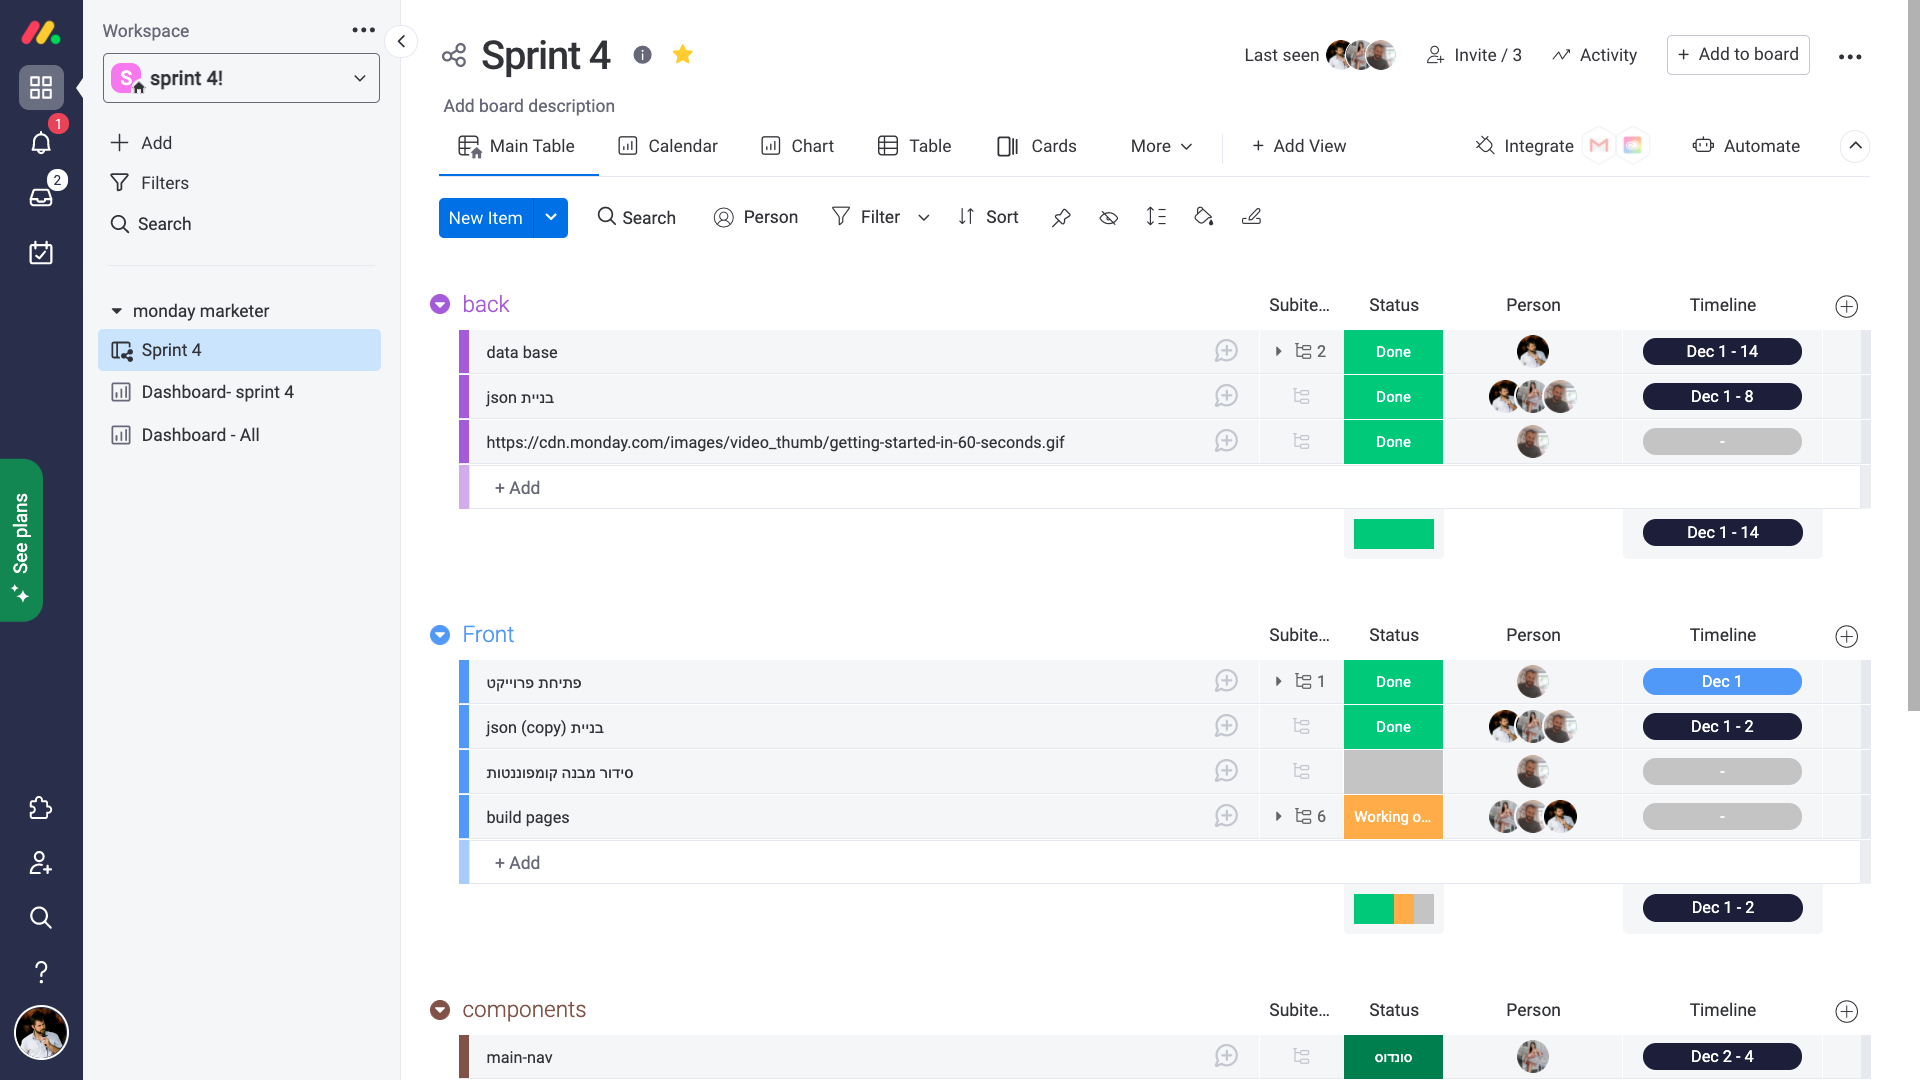 Workspace
S sprint 4!
1
2
Add
Filters
Search
monday marketer
Sprint 4
Dashboard- sprint 4
Dashboard - All
See plans
Sprint 4
Last seen
Invite / 3
Activity
+ Add to board
Add board description
Main Table
Calendar
Chart
Table
Cards
More
+ Add View
Integrate
Automate
New Item
Search
Person
Filter
Sort
back Subite... Status Person Timeline
data base 2 Done Dec 1 - 14
בניית json Done Dec 1 - 8
https://cdn.monday.com/images/video_thumb/getting-started-in-60-seconds.gif Done -
+ Add
Dec 1 - 14
Front Subite... Status Person Timeline
פתיחת פרוייקט 1 Done Dec 1
בניית json (copy) Done Dec 1 - 2
סידור מבנה קומפוננטות -
build pages 6 Working o... -
+ Add
Dec 1 - 2
components Subite... Status Person Timeline
main-nav סונדוס Dec 2 - 4